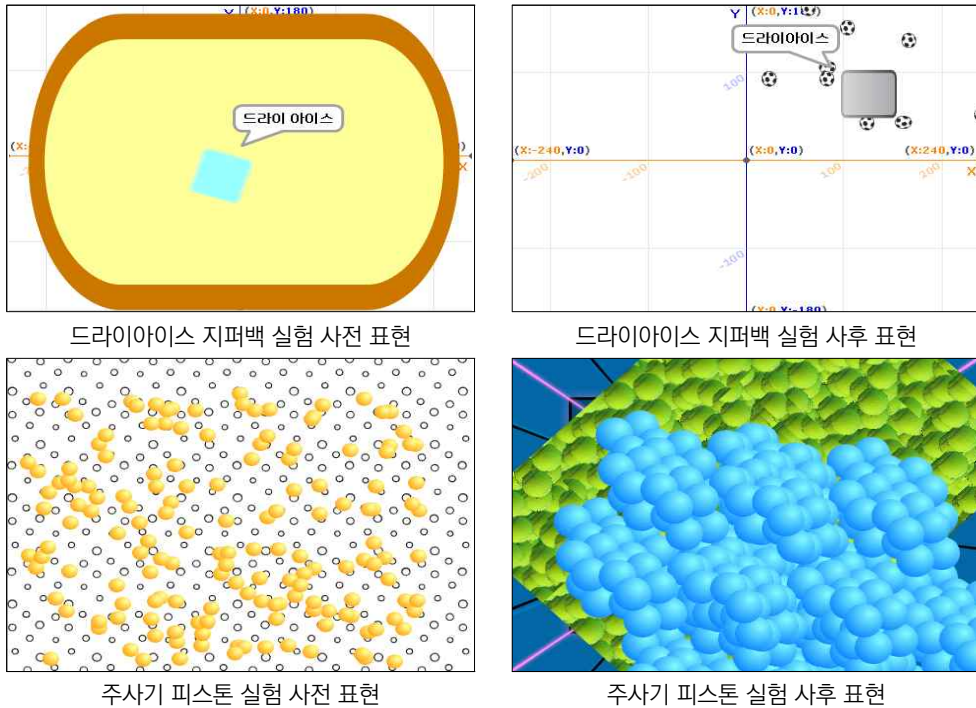 Y (X:0,Y:180)
드라이 아이스
X
드라이아이스 지퍼백 실험 사전 표현
Y (X:0,Y:180)
드라이아이스
100
(X:-240,Y:0) (X:0,Y:0) (X:240,Y:0)
-200 -100 100 200 X
-100
(X:0,Y:-180)
드라이아이스 지퍼백 실험 사후 표현
주사기 피스톤 실험 사전 표현
주사기 피스톤 실험 사후 표현